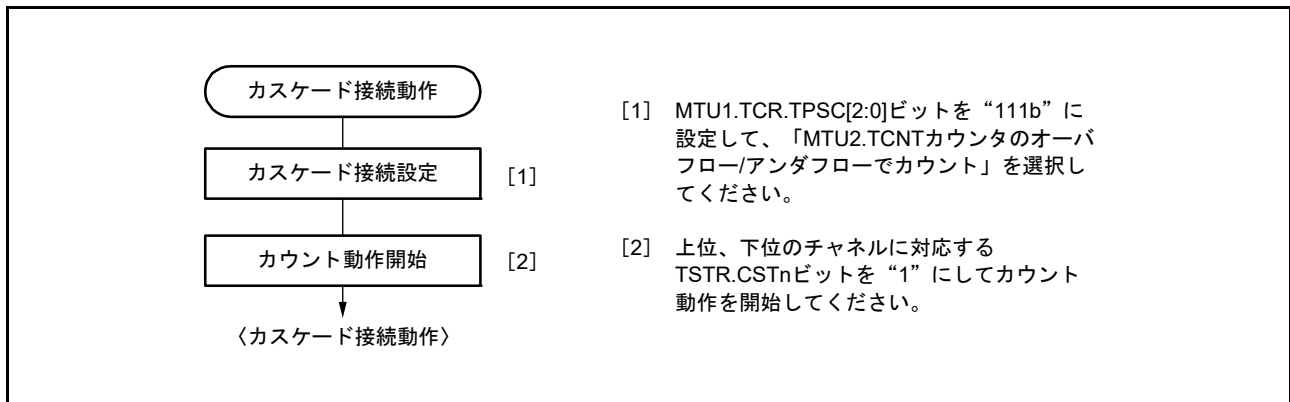 カスケード接続動作
カスケード接続設定
[1]
カウント動作開始
[2]
〈カスケード接続動作〉
[1] MTU1.TCR.TPSC[2:0]ビットを“111b”に
設定して、「MTU2.TCNTカウンタのオーバ
フロー/アンダフローでカウント」を選択し
てください。
[2] 上位、下位のチャネルに対応する
TSTR.CSTnビットを“1”にしてカウント
動作を開始してください。